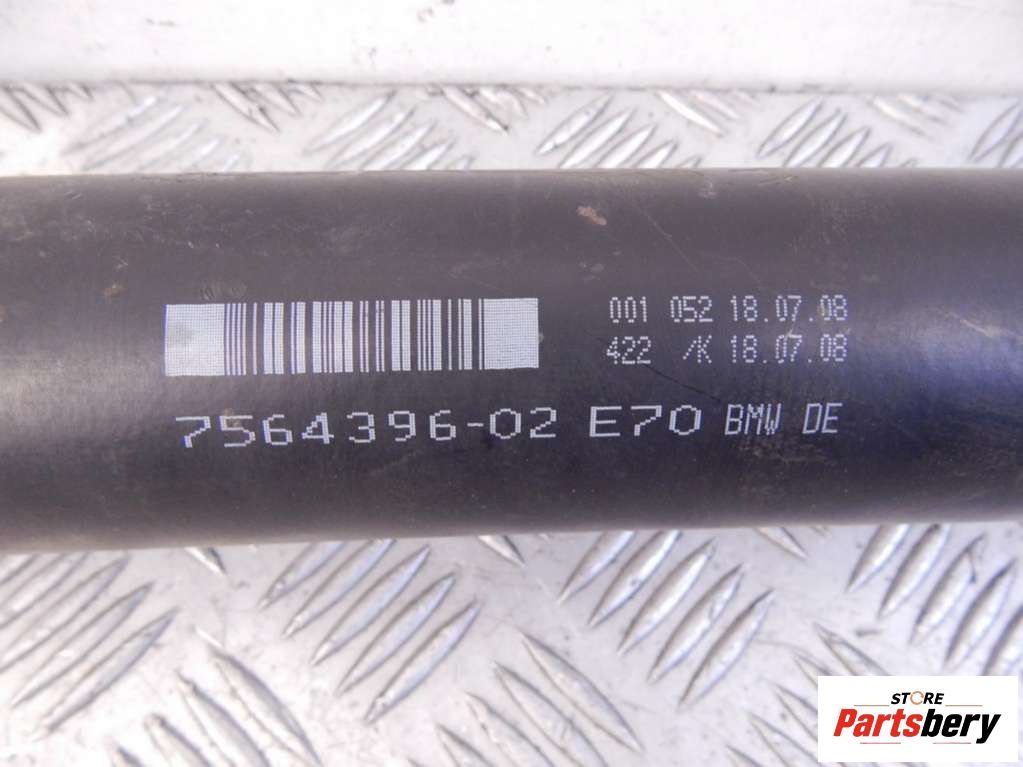 001 052 18.07.08
422 /K 18.07.08
7564396-02 E70 BMW DE
STORE
Partsbery